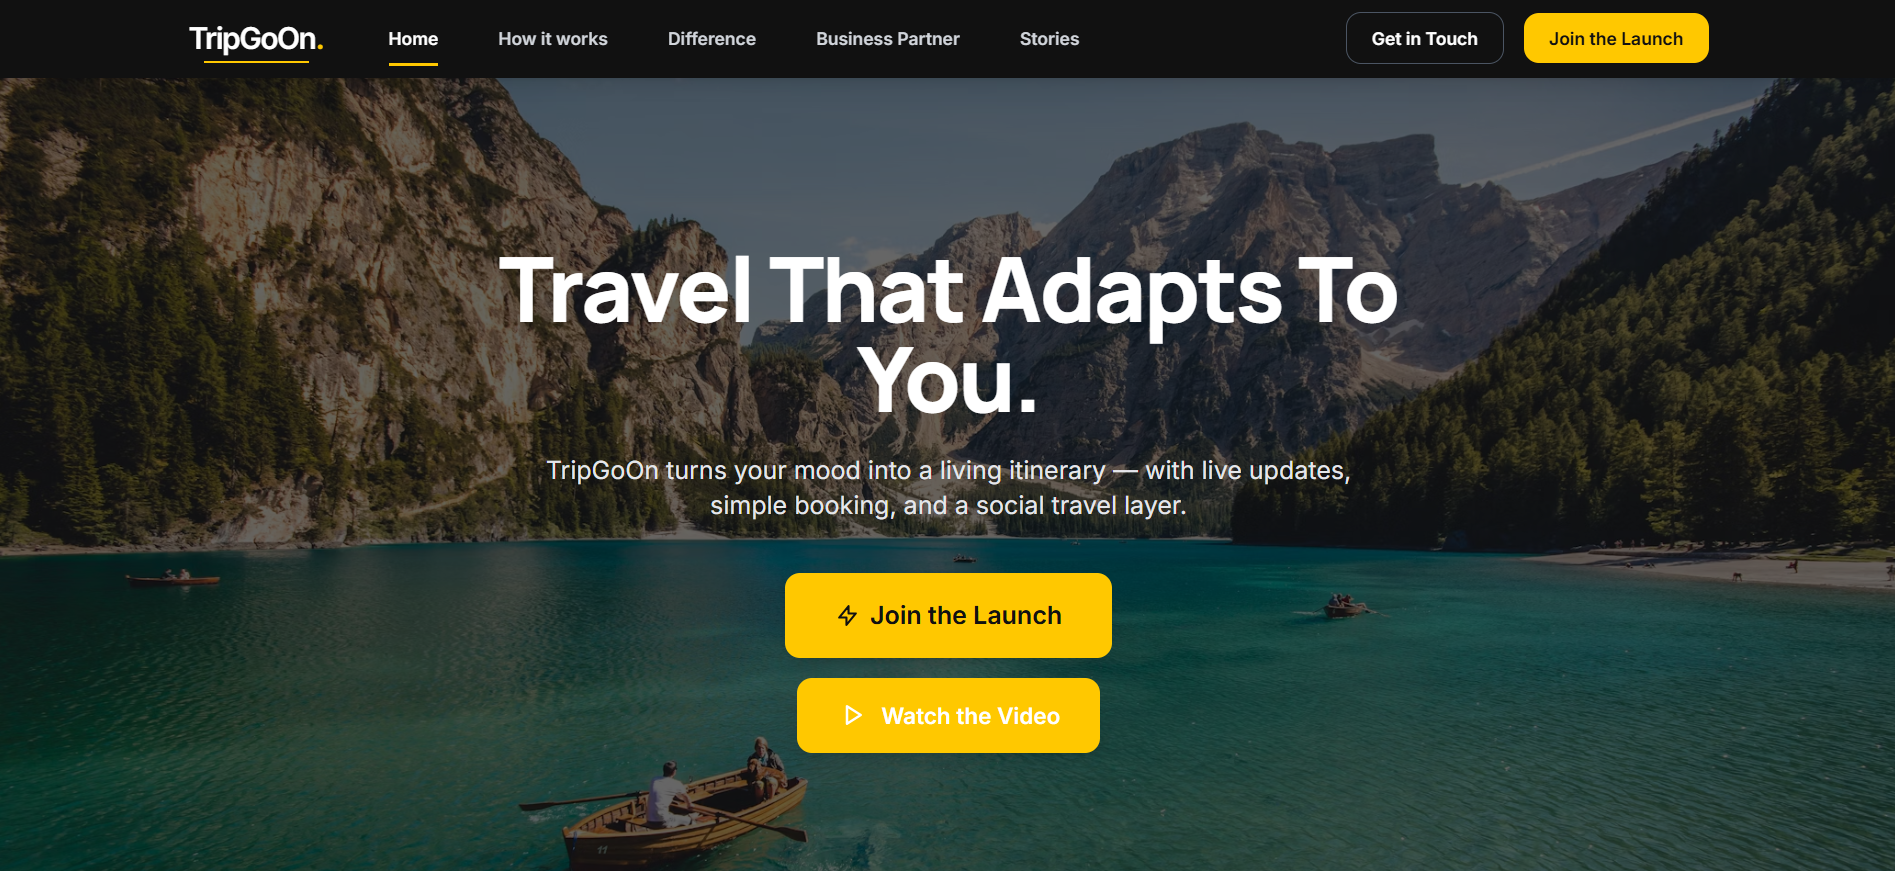 TripGoOn.
Home
How it works
Difference
Business Partner
Stories
Get in Touch
Join the Launch
Travel That Adapts To
You.
TripGoOn turns your mood into a living itinerary — with live updates,
simple booking, and a social travel layer.
Join the Launch
Watch the Video
11